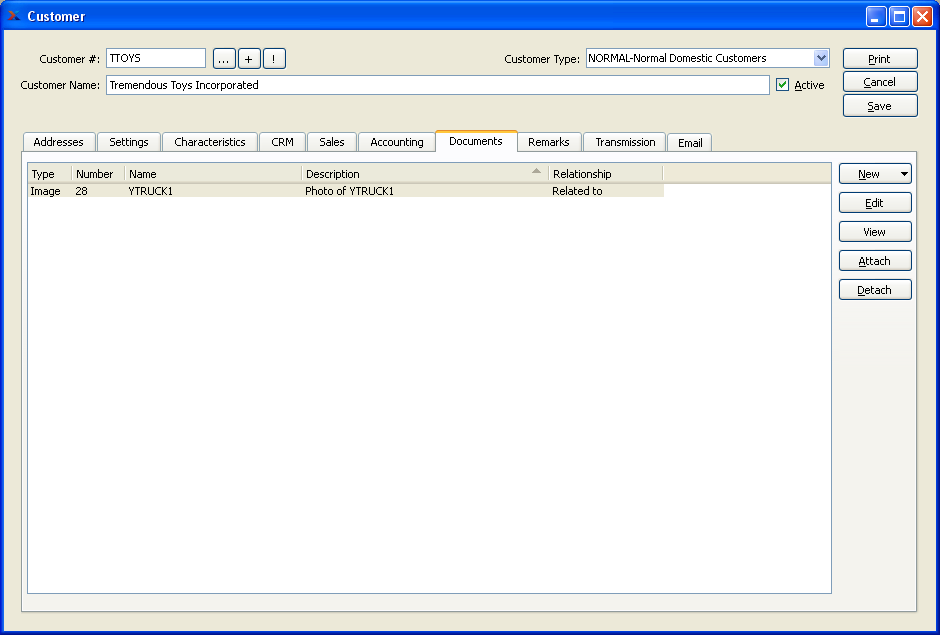 Customer
Customer #: TTOYS ... + ! Customer Type: NORMAL-Normal Domestic Customers Print
Customer Name: Tremendous Toys Incorporated Active Cancel
Save
Addresses Settings Characteristics CRM Sales Accounting Documents Remarks Transmission Email
Type Number Name Description Relationship New
Image 28 YTRUCK1 Photo of YTRUCK1 Related to
Edit
View
Attach
Detach